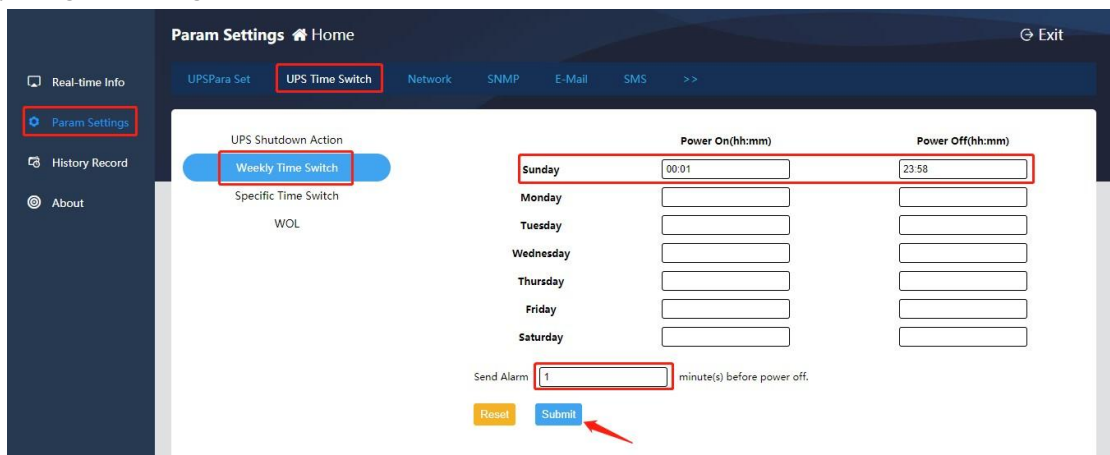 Param Settings Home
Exit
Real-time Info
Param Settings
History Record
About
UPSPara Set UPS Time Switch Network SNMP E-Mail SMS >>
UPS Shutdown Action
Weekly Time Switch
Specific Time Switch
WOL
Power On(hh:mm) Power Off(hh:mm)
Sunday 00:01 23:58
Monday
Tuesday
Wednesday
Thursday
Friday
Saturday
Send Alarm 1 minute(s) before power off.
Reset Submit